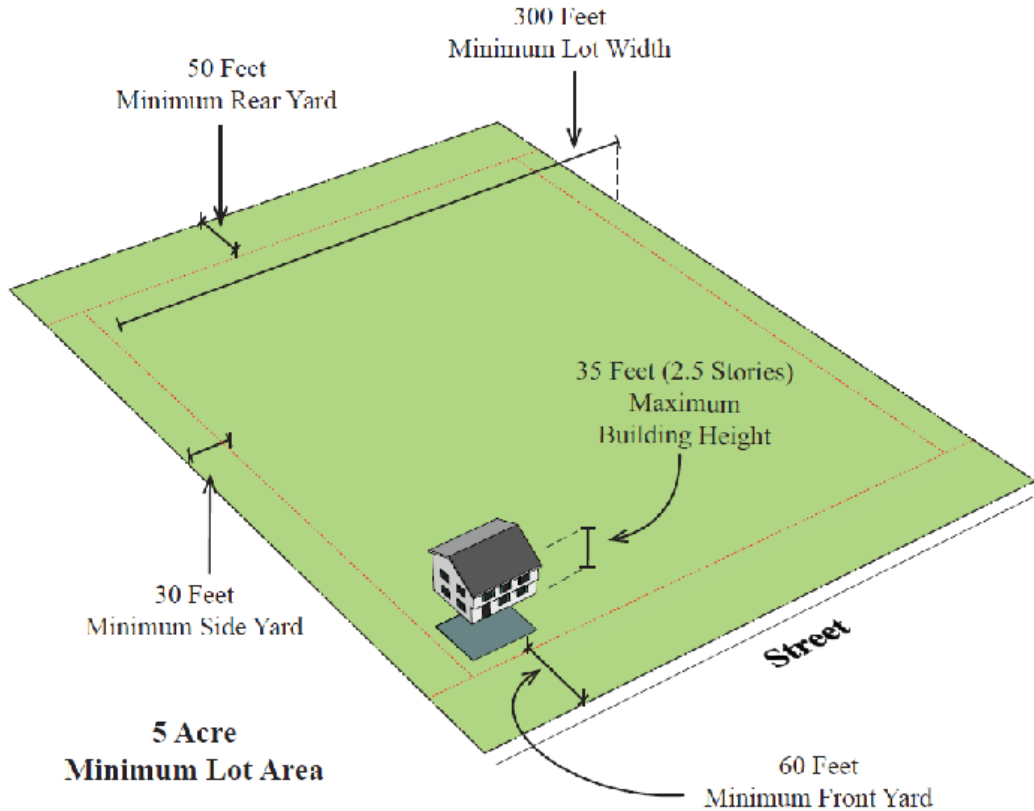 300 Feet
Minimum Lot Width
50 Feet
Minimum Rear Yard
35 Feet (2.5 Stories)
Maximum
Building Height
30 Feet
Minimum Side Yard
Street
5 Acre
Minimum Lot Area
60 Feet
Minimum Front Yard